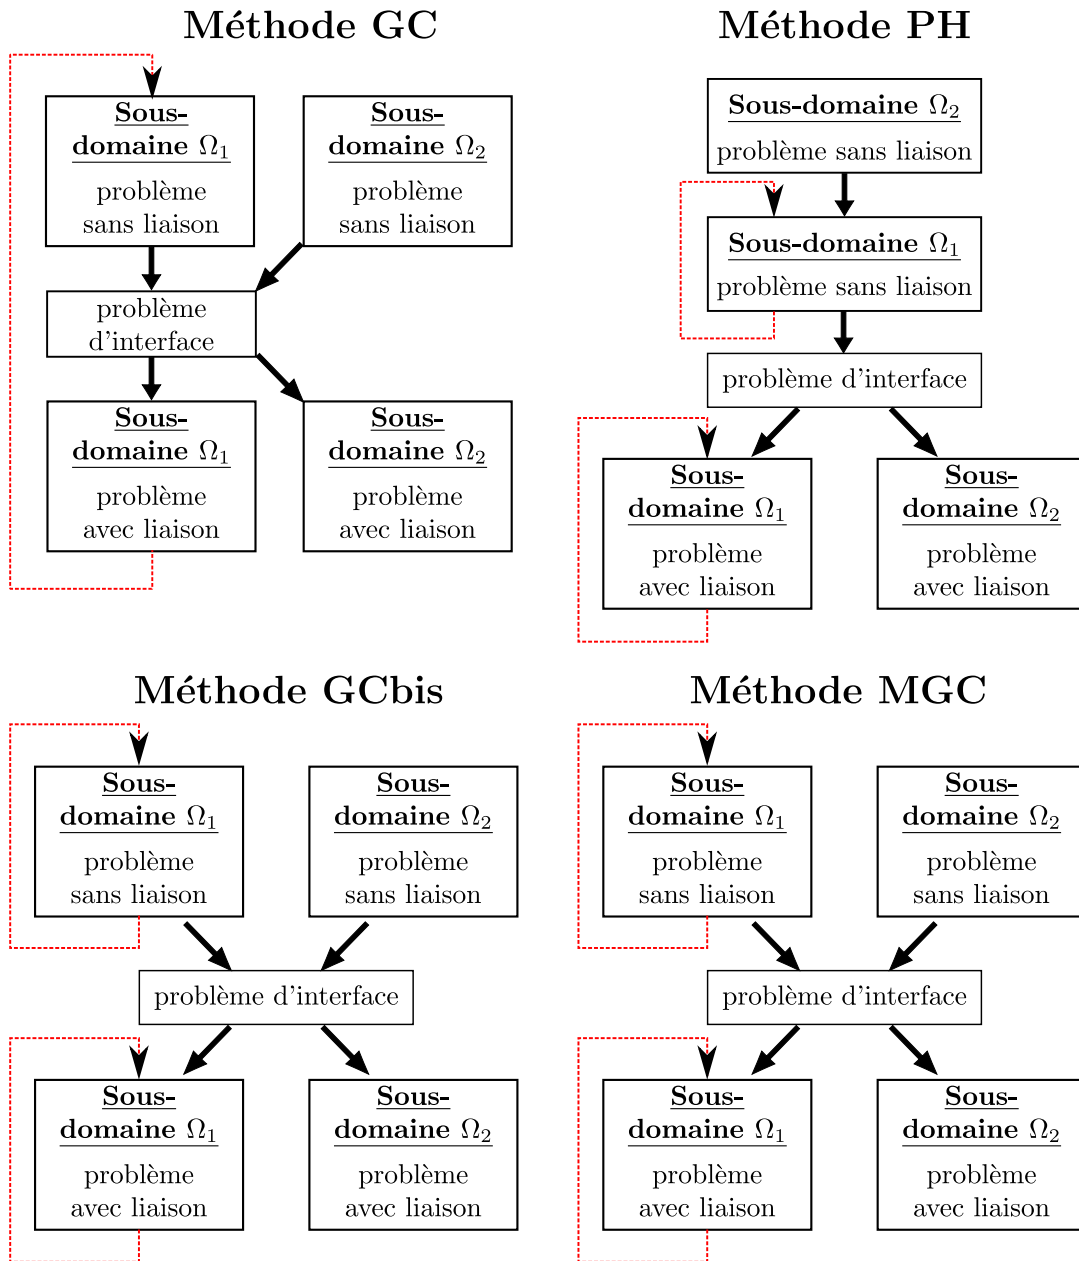 Méthode GC
Sous-
domaine Ω₁
problème
sans liaison
Sous-
domaine Ω₂
problème
sans liaison
problème
d'interface
Sous-
domaine Ω₁
problème
avec liaison
Sous-
domaine Ω₂
problème
avec liaison
Méthode PH
Sous-domaine Ω₂
problème sans liaison
Sous-domaine Ω₁
problème sans liaison
problème d'interface
Sous-
domaine Ω₁
problème
avec liaison
Sous-
domaine Ω₂
problème
avec liaison
Méthode GCbis
Sous-
domaine Ω₁
problème
sans liaison
Sous-
domaine Ω₂
problème
sans liaison
problème d'interface
Sous-
domaine Ω₁
problème
avec liaison
Sous-
domaine Ω₂
problème
avec liaison
Méthode MGC
Sous-
domaine Ω₁
problème
sans liaison
Sous-
domaine Ω₂
problème
sans liaison
problème d'interface
Sous-
domaine Ω₁
problème
avec liaison
Sous-
domaine Ω₂
problème
avec liaison